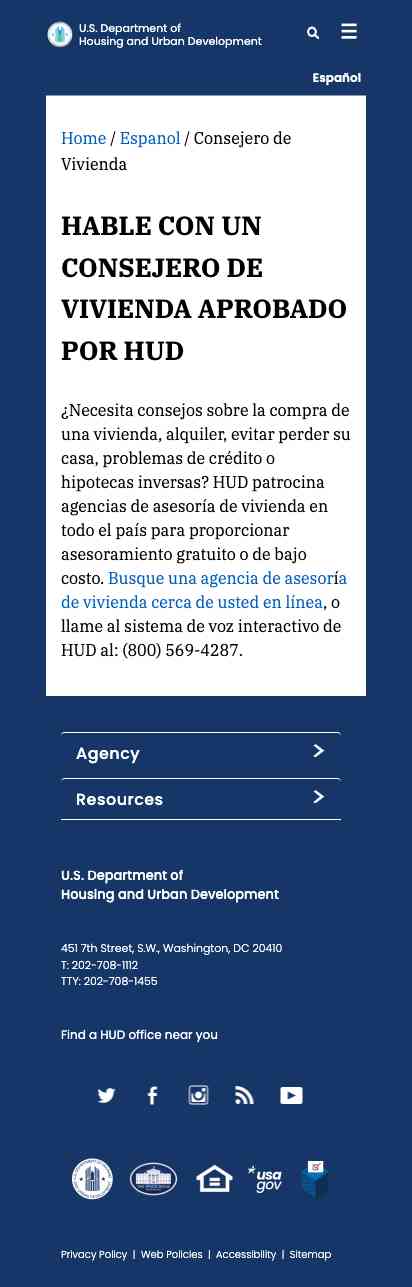 U.S. Department of
Housing and Urban Development
Español
Home / Espanol / Consejero de
Vivienda
HABLE CON UN
CONSEJERO DE
VIVIENDA APROBADO
POR HUD
¿Necesita consejos sobre la compra de
una vivienda, alquiler, evitar perder su
casa, problemas de crédito o
hipotecas inversas? HUD patrocina
agencias de asesoría de vivienda en
todo el país para proporcionar
asesoramiento gratuito o de bajo
costo. Busque una agencia de asesoría
de vivienda cerca de usted en línea, o
llame al sistema de voz interactivo de
HUD al: (800) 569-4287.
Agency
Resources
U.S. Department of
Housing and Urban Development
451 7th Street, S.W., Washington, DC 20410
T: 202-708-1112
TTY: 202-708-1455
Find a HUD office near you
usa
gov
Privacy Policy | Web Policies | Accessibility | Sitemap